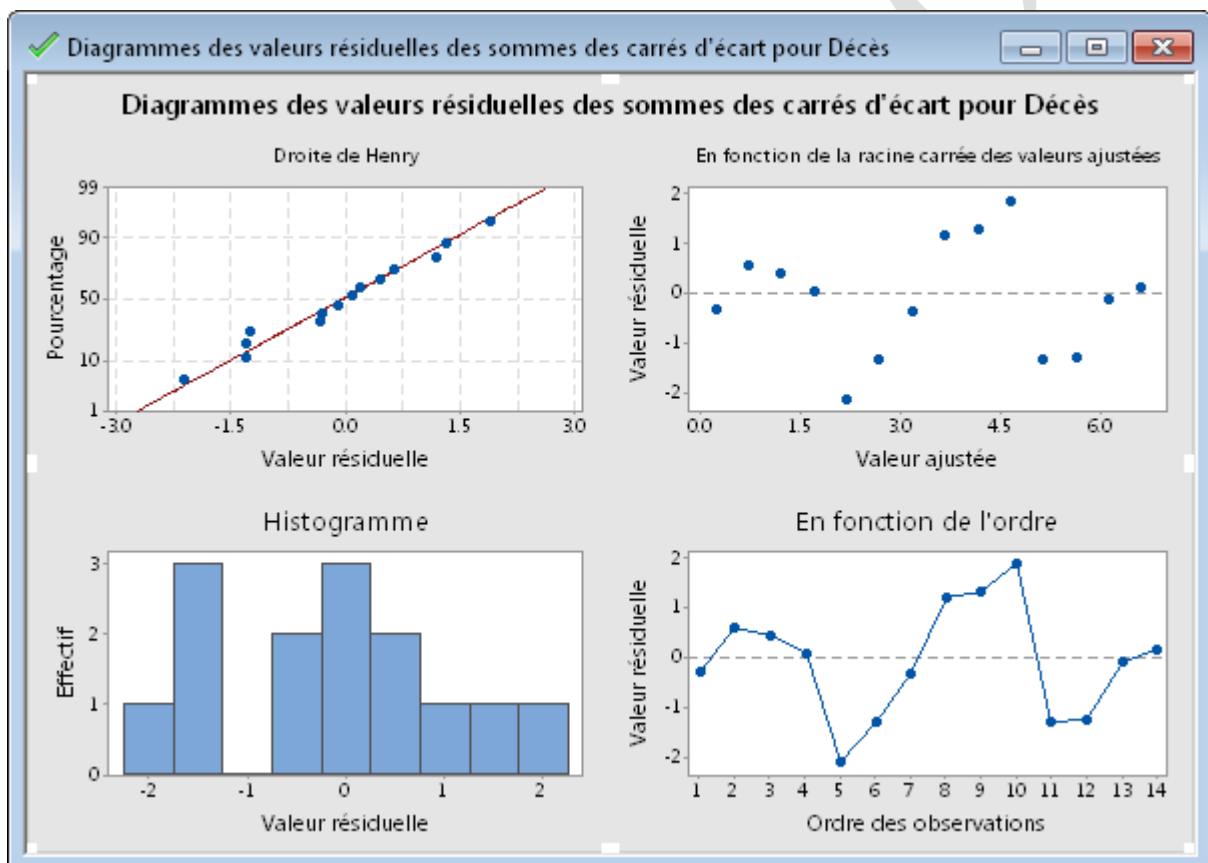 Diagrammes des valeurs résiduelles des sommes des carrés d'écart pour Décès
Diagrammes des valeurs résiduelles des sommes des carrés d'écart pour Décès
Droite de Henry
99
90
50
10
1
Pourcentage
-3.0 -1.5 0.0 1.5 3.0
Valeur résiduelle
En fonction de la racine carrée des valeurs ajustées
2
1
0
-1
-2
Valeur résiduelle
0.0 1.5 3.0 4.5 6.0
Valeur ajustée
Histogramme
3
2
1
0
Effectif
-2 -1 0 1 2
Valeur résiduelle
En fonction de l'ordre
2
1
0
-1
-2
Valeur résiduelle
1 2 3 4 5 6 7 8 9 10 11 12 13 14
Ordre des observations